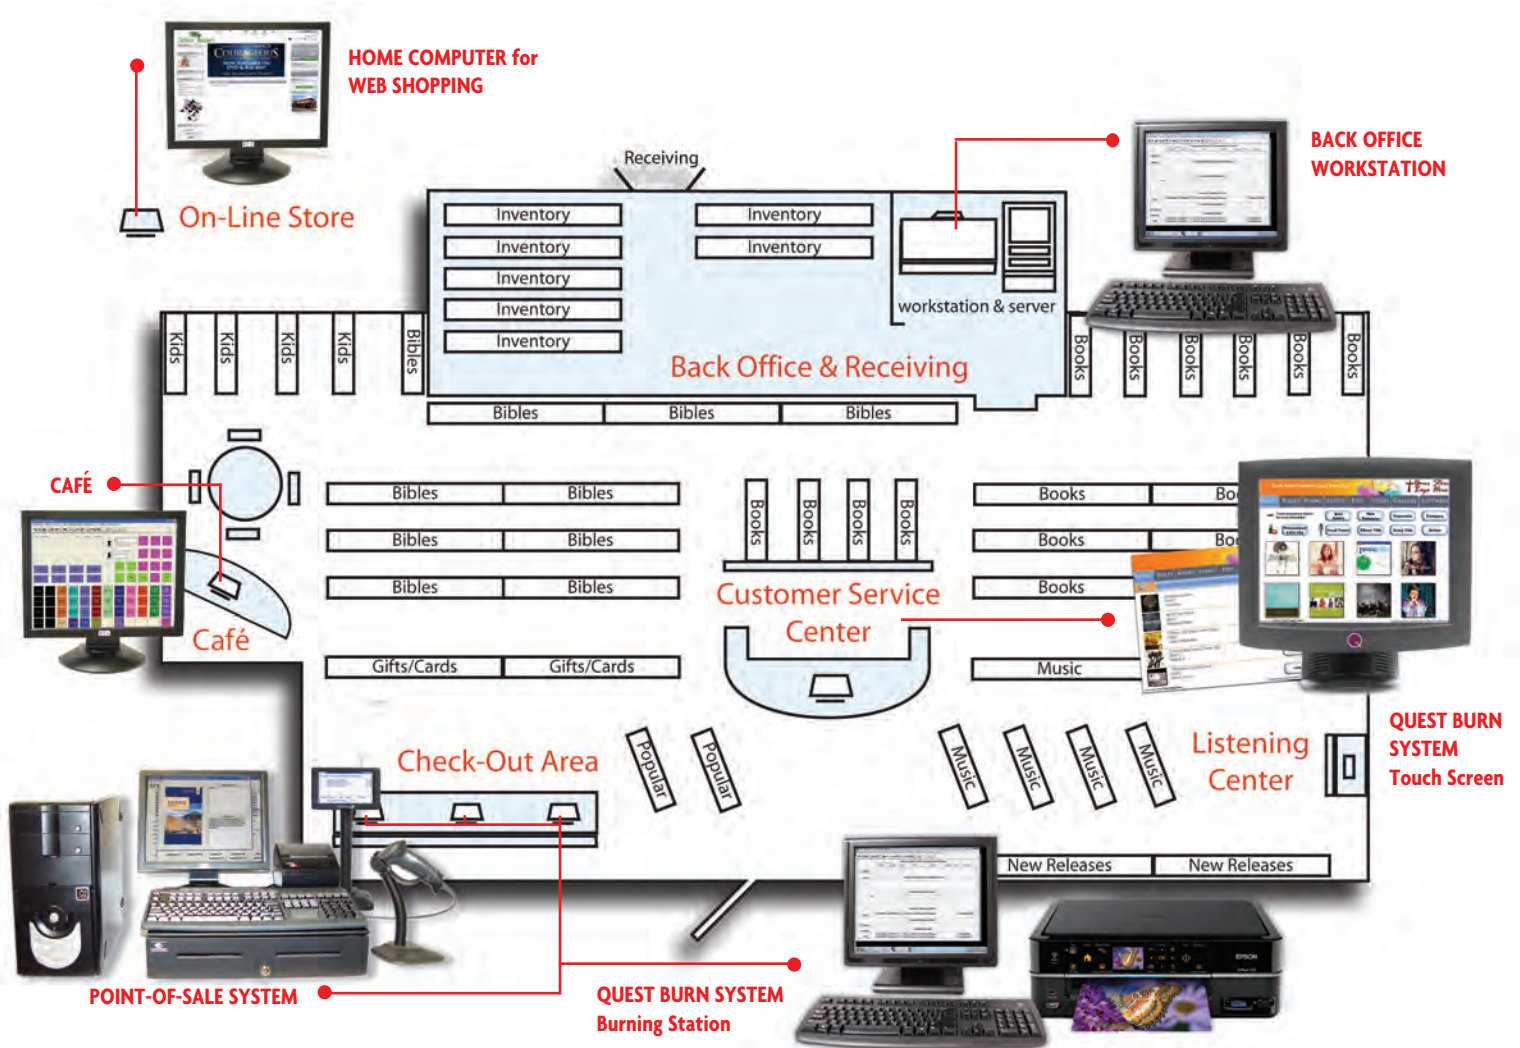 HOME COMPUTER for
WEB SHOPPING
COURAGEOUS
On-Line Store
Receiving
BACK OFFICE
WORKSTATION
Inventory
Inventory
Inventory
Inventory
Inventory
Inventory
Inventory
workstation & server
Back Office & Receiving
Kids
Kids
Kids
Kids
Bibles
Books
Books
Books
Books
Books
Books
Bibles
Bibles
Bibles
CAFÉ
Café
Bibles
Bibles
Bibles
Bibles
Bibles
Bibles
Gifts/Cards
Gifts/Cards
Books
Books
Books
Books
Customer Service
Center
Books
Books
Books
Music
QUEST BURN
SYSTEM
Touch Screen
Check-Out Area
Popular
Popular
Music
Music
Music
Music
Listening
Center
New Releases
New Releases
EPSON
POINT-OF-SALE SYSTEM
QUEST BURN SYSTEM
Burning Station